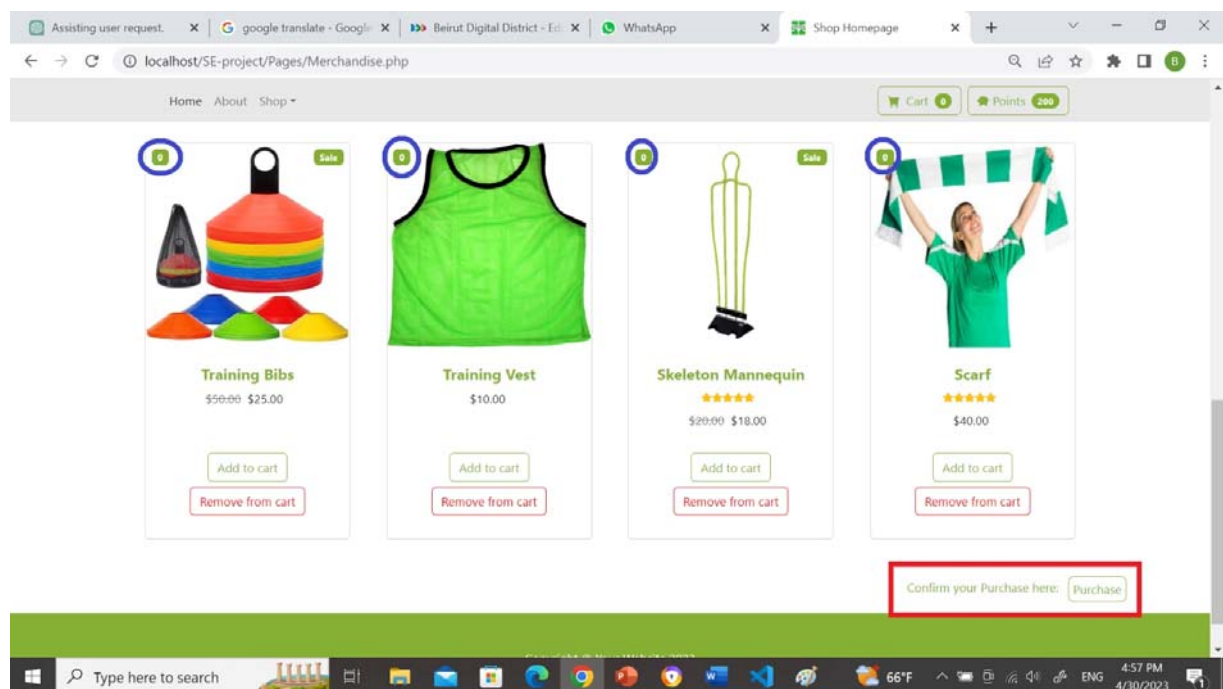 Assisting user request.
google translate - Google
Beirut Digital District - Ed
WhatsApp
Shop Homepage
localhost/SE-project/Pages/Merchandise.php
B
Home About Shop
Cart 0
Points 200
0 Sale
0
0 Sale
0
Training Bibs
$50.00 $25.00
Add to cart
Remove from cart
Training Vest
$10.00
Add to cart
Remove from cart
Skeleton Mannequin
$20.00 $18.00
Add to cart
Remove from cart
Scarf
$40.00
Add to cart
Remove from cart
Confirm your Purchase here: Purchase
Type here to search
66°F
ENG
4:57 PM
4/30/2023